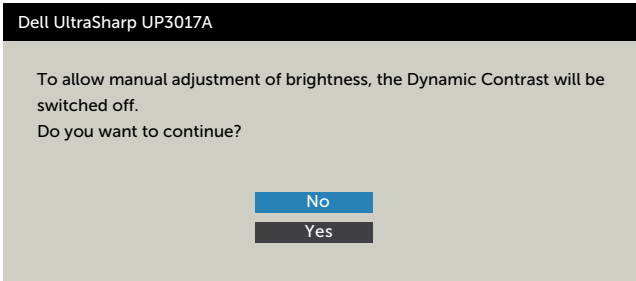 Dell UltraSharp UP3017A
To allow manual adjustment of brightness, the Dynamic Contrast will be
switched off.
Do you want to continue?
No
Yes